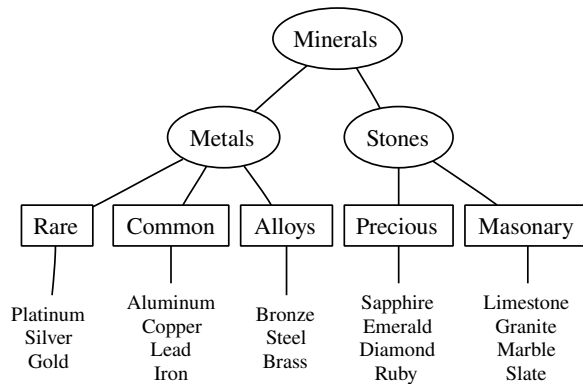 Minerals
Metals
Stones
Rare
Common
Alloys
Precious
Masonary
Platinum
Silver
Gold
Aluminum
Copper
Lead
Iron
Bronze
Steel
Brass
Sapphire
Emerald
Diamond
Ruby
Limestone
Granite
Marble
Slate